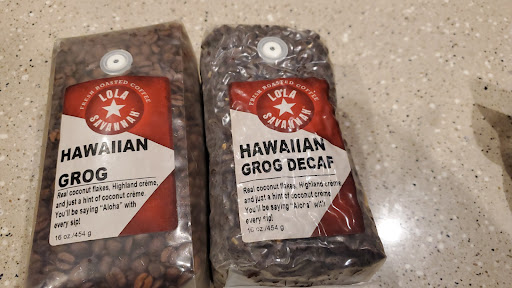 FRESH ROASTED COFFEE
LOLA
SAVANNAH
HAWAIIAN
GROG
Real coconut flakes, Highland crème,
and just a hint of coconut crème
You'll be saying "Aloha" with
every sip!
16 oz./454 g
FRESH ROASTED COFFEE
LOLA
SAVANNAH
HAWAIIAN
GROG DECAF
Real coconut flakes, Highland crème,
and just a hint of coconut crème
You'll be saying "Aloha" with
every sip!
16 oz./454 g